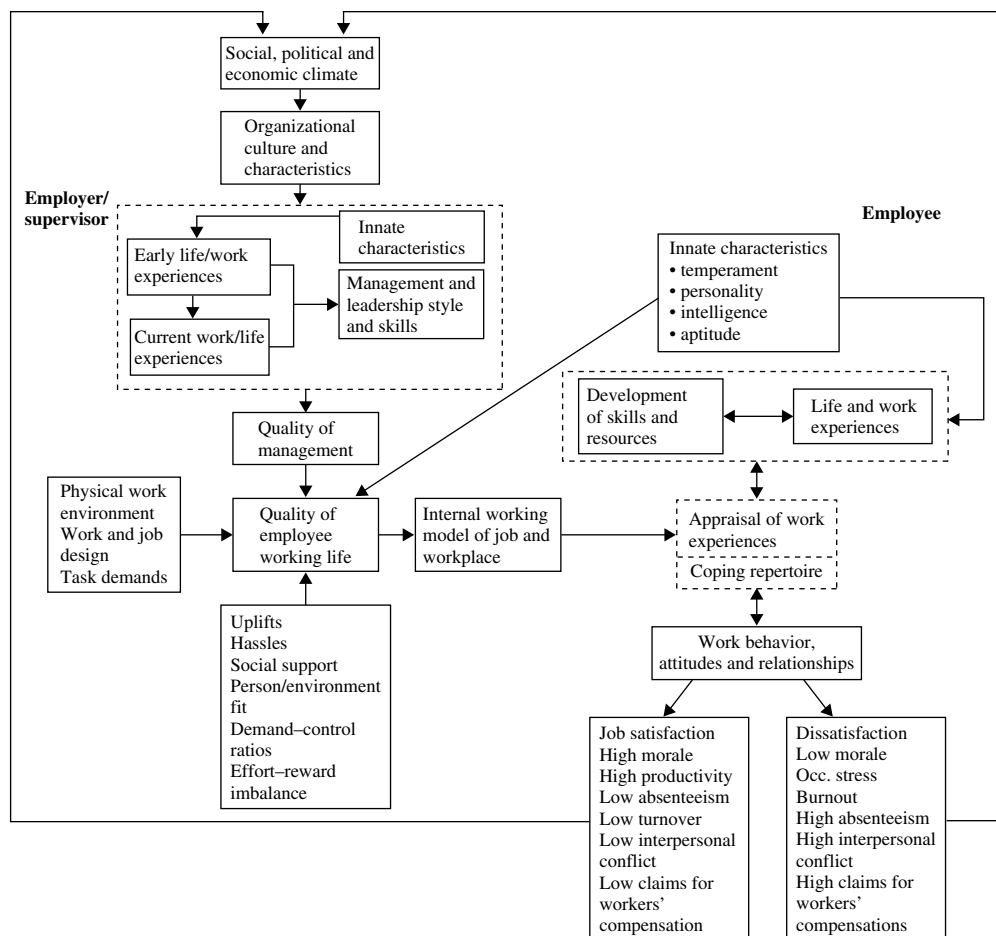 Social, political and
economic climate
Organizational
culture and
characteristics
Employer/
supervisor
Innate
characteristics
Early life/work
experiences
Management and
leadership style
and skills
Current work/life
experiences
Quality of
management
Employee
Innate characteristics
• temperament
• personality
• intelligence
• aptitude
Development
of skills and
resources
Life and work
experiences
Physical work
environment
Work and job
design
Task demands
Quality of
employee
working life
Internal working
model of job and
workplace
Appraisal of work
experiences
Coping repertoire
Uplifts
Hassles
Social support
Person/environment
fit
Demand–control
ratios
Effort–reward
imbalance
Work behavior,
attitudes and relationships
Job satisfaction
High morale
High productivity
Low absenteeism
Low turnover
Low interpersonal
conflict
Low claims for
workers’
compensation
Dissatisfaction
Low morale
Occ. stress
Burnout
High absenteeism
High interpersonal
conflict
High claims for
workers’
compensations